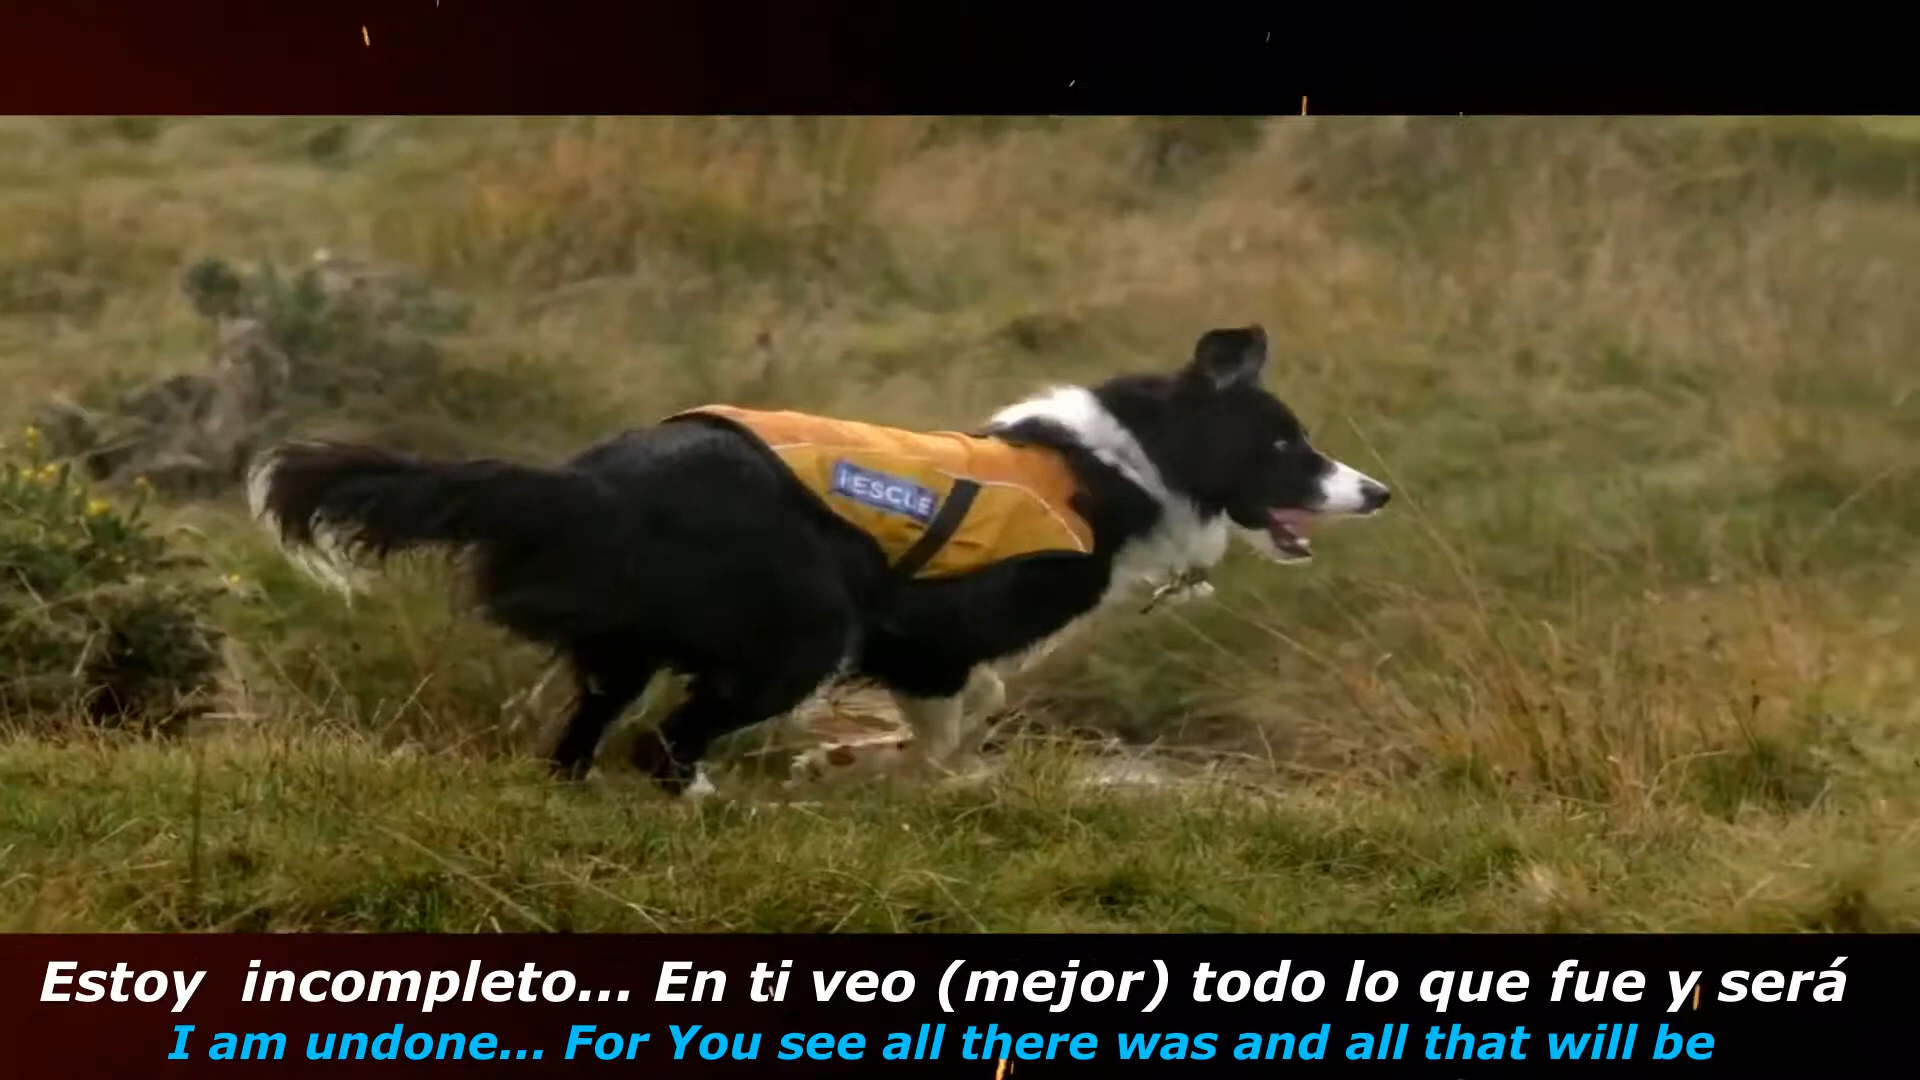 RESCUE
Estoy incompleto... En ti veo (mejor) todo lo que fue y será
I am undone... For You see all there was and all that will be